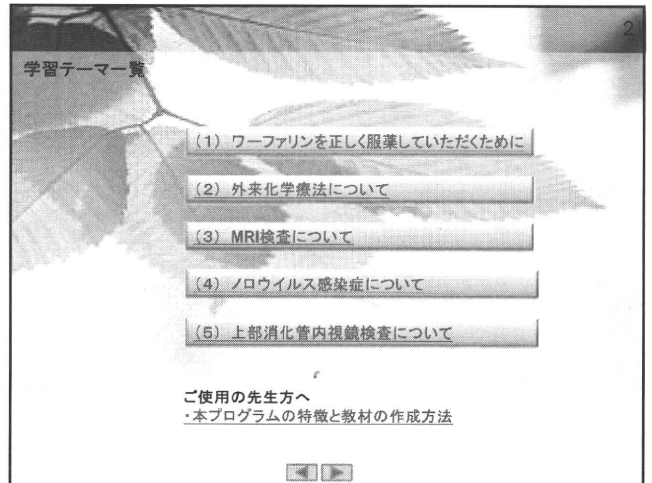 2
学習テーマ一覧
(1) ワーファリンを正しく服薬していただくために
(2) 外来化学療法について
(3) MRI検査について
(4) ノロウイルス感染症について
(5) 上部消化管内視鏡検査について
ご使用の先生方へ
・本プログラムの特徴と教材の作成方法